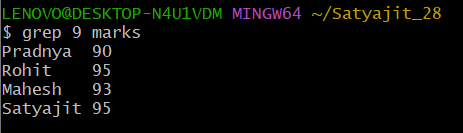 LENOVO@DESKTOP-N4U1VDM MINGW64 ~/Satyajit_28
$ grep 9 marks
Pradnya  90
Rohit    95
Mahesh   93
Satyajit 95